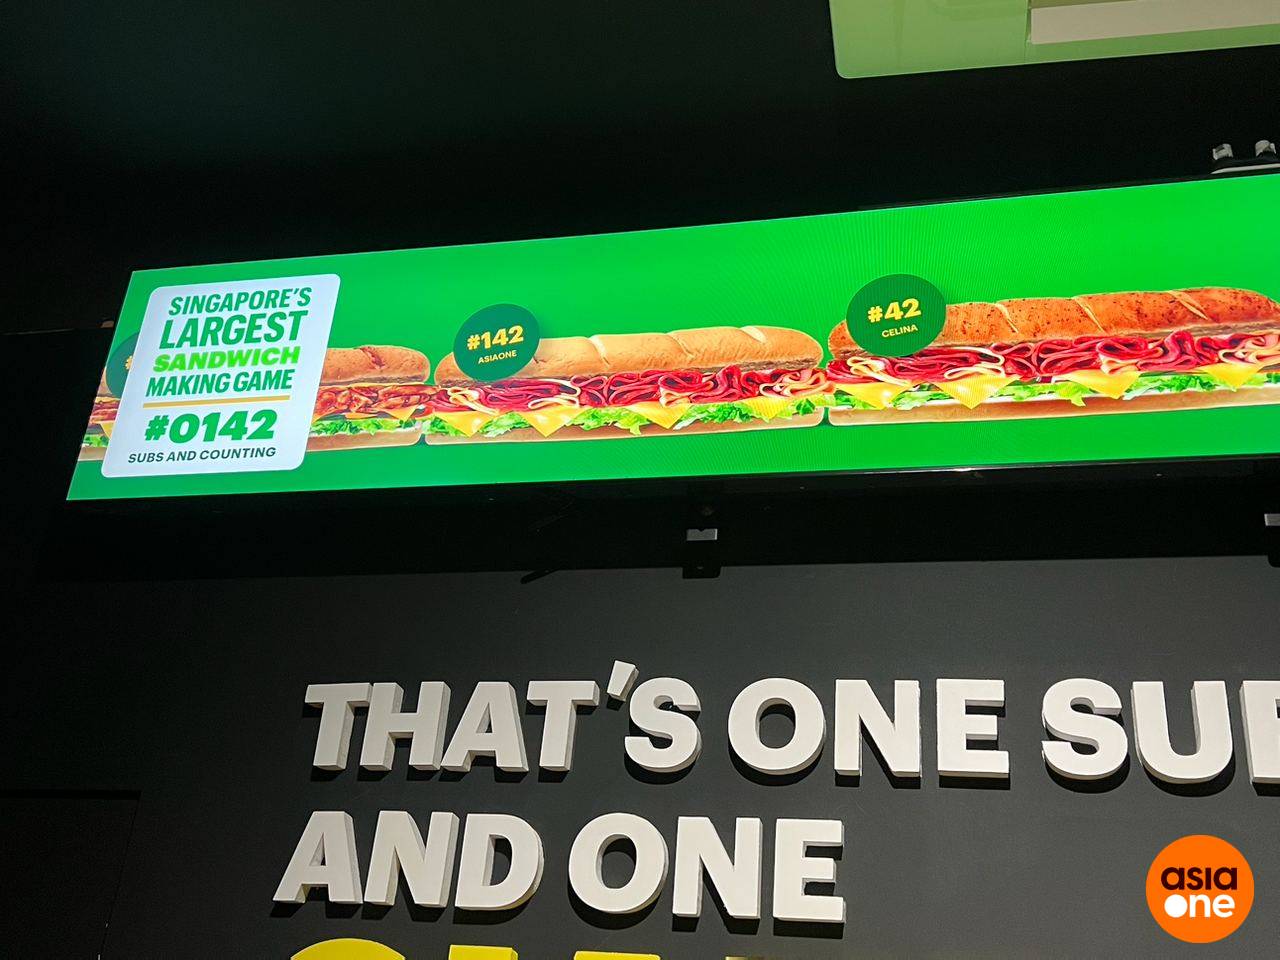 SINGAPORE'S
LARGEST
SANDWICH
MAKING GAME
#0142
SUBS AND COUNTING
#142
ASIAONE
#42
CELINA
THAT'S ONE
AND ONE
asia
one